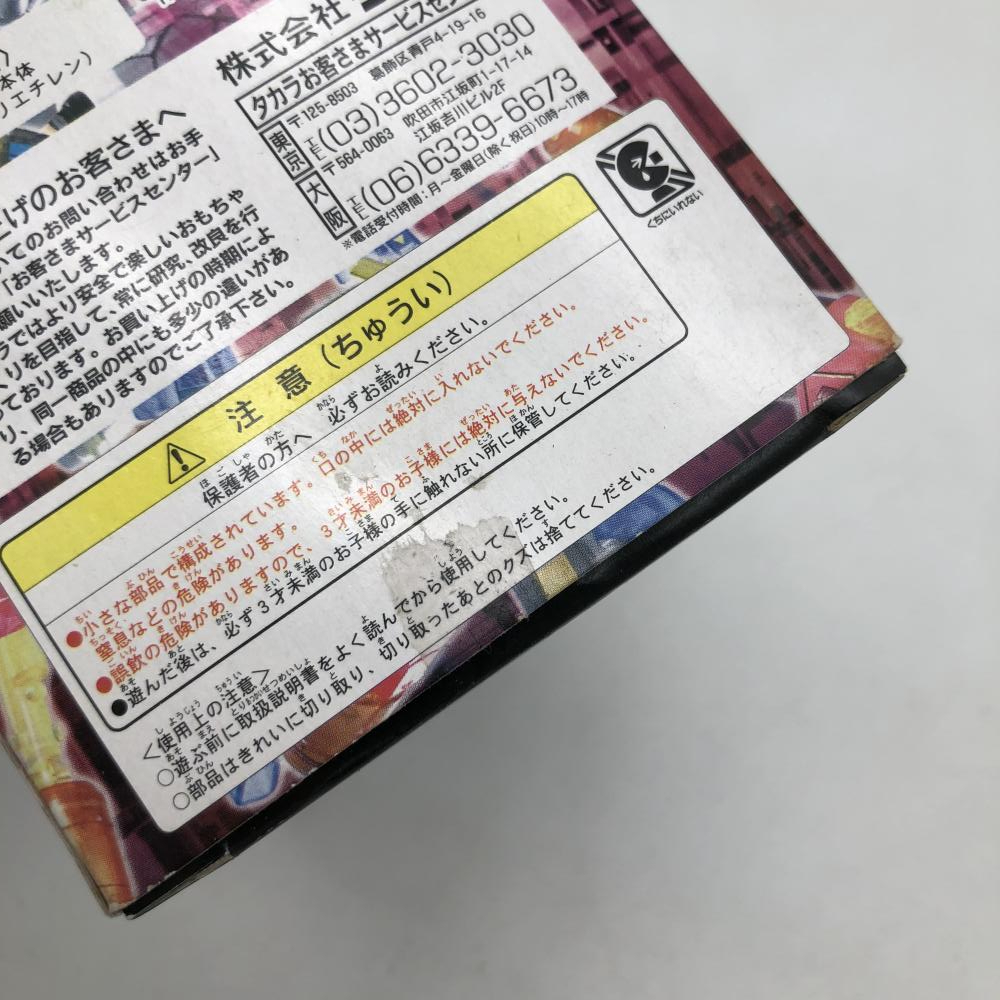 本体
リエチレン)
上げのお客さまへ
いてのお問い合わせはお手
「お客さまサービスセンター」
願いいたします。
ラではより安全で楽しいおもちゃ
くりを目指して、常に研究、改良を行
っております。お買い上げの時期によ
り、同一商品の中にも多少の違いがあ
る場合もありますのでご了承下さい。
株式会社
タカラお客さまサービスセン
東京
〒125-8503 葛飾区青戸4-19-16
TEL(03)3602-3030
大阪
〒564-0063 吹田市江坂町1-17-14
江坂吉川ビル2F
TEL(06)6339-6673
※電話受付時間:月~金曜日(除く祝日)10時~17時
くちにいれない
注意(ちゅうい)
保護者の方へ 必ずお読みください。
●小さな部品で構成されています。口の中には絶対に入れないでください。
窒息などの危険があります。
●誤飲の危険がありますので、3才未満のお子様には絶対に与えないでください。
●遊んだ後は、必ず3才未満のお子様の手に触れない所に保管してください。
<使用上の注意>
○遊ぶ前に取扱説明書をよく読んでから使用してください。
○部品はきれいに切り取り、切り取ったあとのクズは捨ててください。